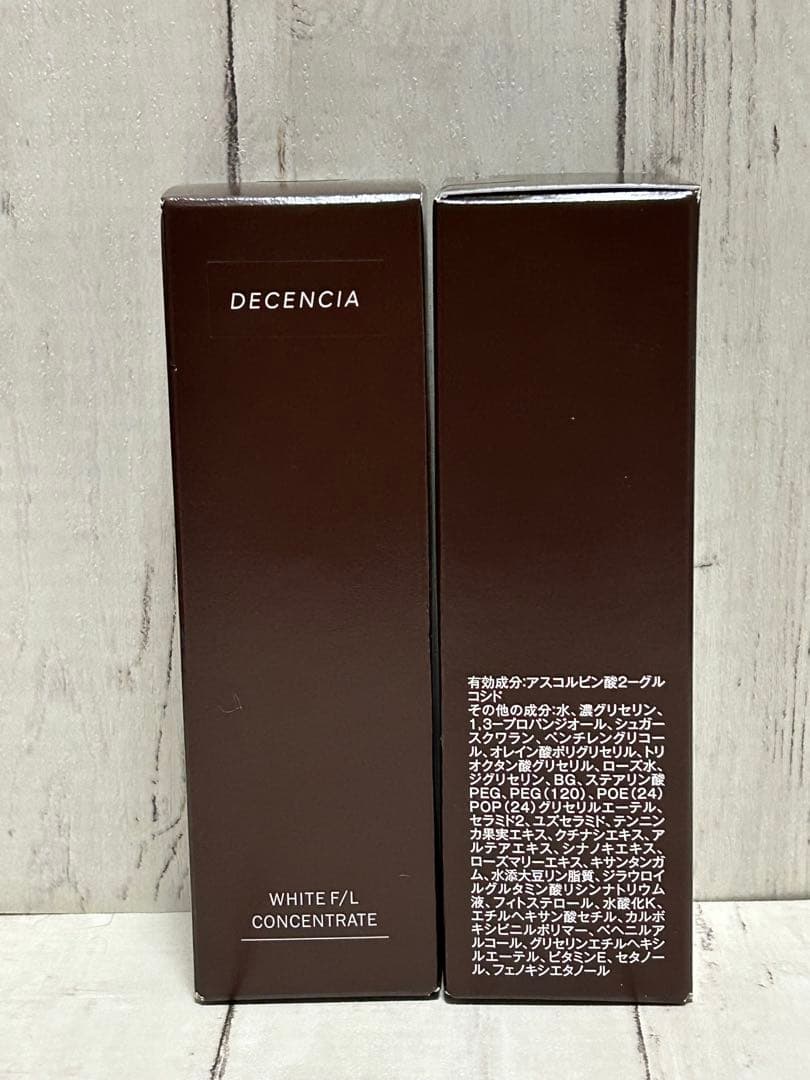 DECENCIA
WHITE F/L
CONCENTRATE
有効成分:アスコルビン酸2ーグル
コシド
その他の成分:水、濃グリセリン、
1,3ープロパンジオール、シュガー
スクワラン、ペンチレングリコー
ル、オレイン酸ポリグリセリル、トリ
オクタン酸グリセリル、ローズ水、
ジグリセリン、BG、ステアリン酸
PEG、PEG(120)、POE(24)
POP(24)グリセリルエーテル、
セラミド2、ユズセラミド、テンニン
カ果実エキス、クチナシエキス、ア
ルテアエキス、シナノキエキス、
ローズマリーエキス、キサンタンガ
ム、水添大豆リン脂質、ジラウロイ
ルグルタミン酸リシンナトリウム
液、フィトステロール、水酸化K、
エチルヘキサン酸セチル、カルボ
キシビニルポリマー、ベヘニルア
ルコール、グリセリンエチルヘキシ
ルエーテル、ビタミンE、セタノー
ル、フェノキシエタノール